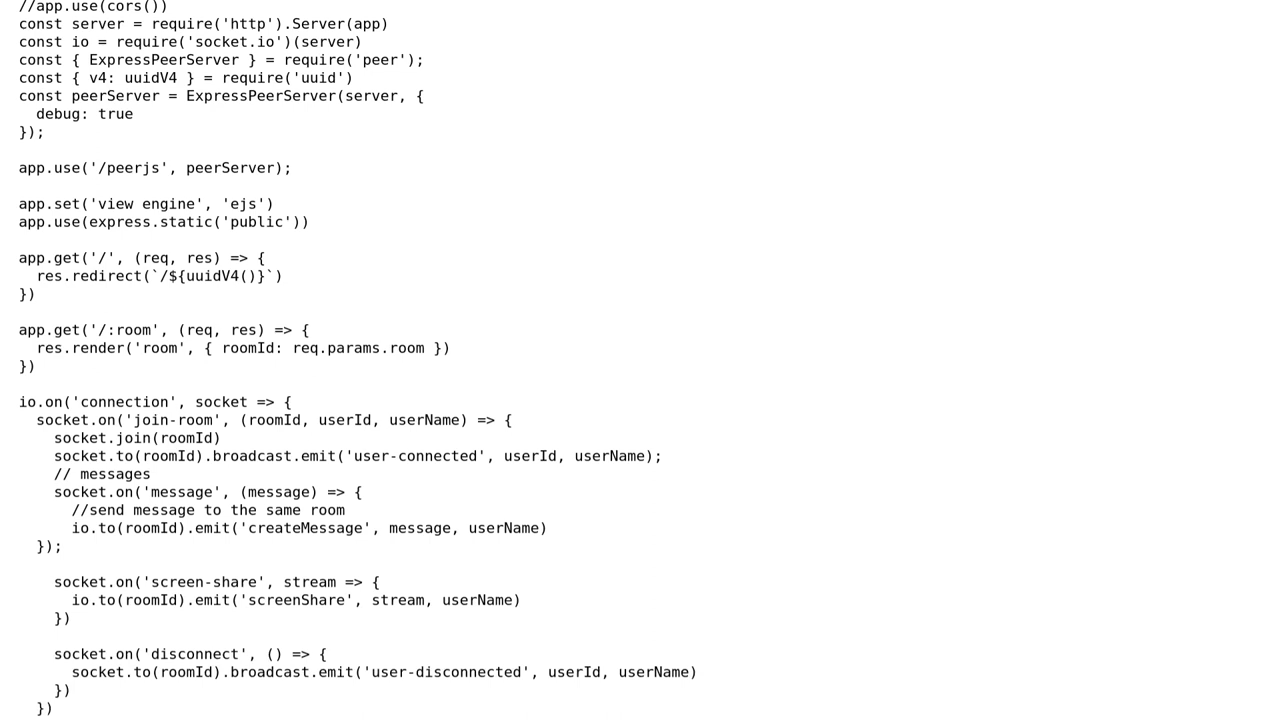 //app.use(cors())
const server = require('http').Server(app)
const io = require('socket.io')(server)
const { ExpressPeerServer } = require('peer');
const { v4: uuidV4 } = require('uuid')
const peerServer = ExpressPeerServer(server, {
  debug: true
});

app.use('/peerjs', peerServer);

app.set('view engine', 'ejs')
app.use(express.static('public'))

app.get('/', (req, res) => {
  res.redirect(`/${uuidV4()}`)
})

app.get('/:room', (req, res) => {
  res.render('room', { roomId: req.params.room })
})

io.on('connection', socket => {
  socket.on('join-room', (roomId, userId, userName) => {
    socket.join(roomId)
    socket.to(roomId).broadcast.emit('user-connected', userId, userName);
    // messages
    socket.on('message', (message) => {
      //send message to the same room
      io.to(roomId).emit('createMessage', message, userName)
  });

    socket.on('screen-share', stream => {
      io.to(roomId).emit('screenShare', stream, userName)
    })

    socket.on('disconnect', () => {
      socket.to(roomId).broadcast.emit('user-disconnected', userId, userName)
    })
  })